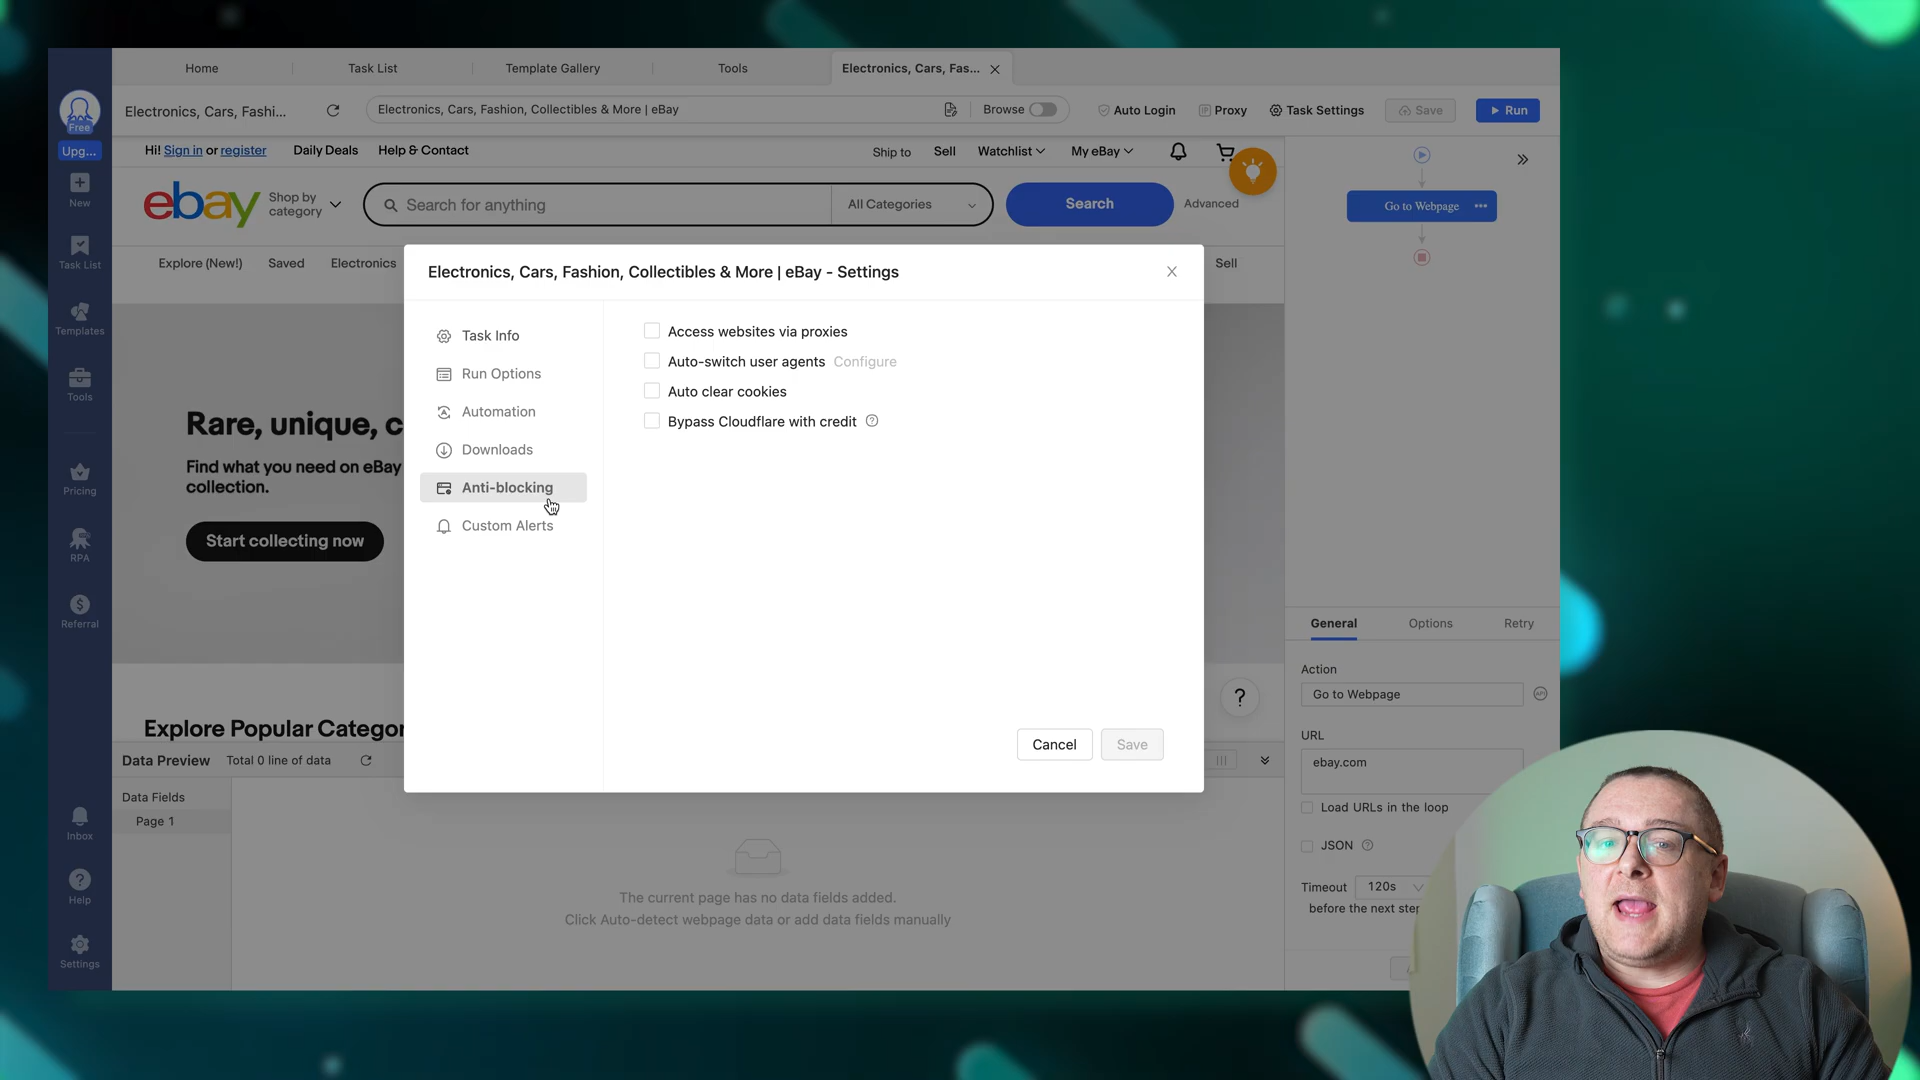 Home
Task List
Template Gallery
Tools
Electronics, Cars, Fas...
Free
Upg...
New
Task List
Templates
Tools
Pricing
RPA
Referral
Inbox
Help
Settings
Electronics, Cars, Fashi...
Electronics, Cars, Fashion, Collectibles & More | eBay
Browse
Auto Login
Proxy
Task Settings
Save
Run
Hi! Sign in or register
Daily Deals
Help & Contact
Ship to
Sell
Watchlist
My eBay
ebay
Shop by category
Search for anything
All Categories
Search
Advanced
Explore (New!)
Saved
Electronics
Sell
Rare, unique, c
Find what you need on eBay
collection.
Start collecting now
Explore Popular Categor
Electronics, Cars, Fashion, Collectibles & More | eBay - Settings
Task Info
Run Options
Automation
Downloads
Anti-blocking
Custom Alerts
Access websites via proxies
Auto-switch user agents Configure
Auto clear cookies
Bypass Cloudflare with credit
Cancel
Save
Go to Webpage
General
Options
Retry
Action
Go to Webpage
URL
ebay.com
Load URLs in the loop
JSON
Timeout
120s
before the next step
Data Preview
Total 0 line of data
Data Fields
Page 1
The current page has no data fields added.
Click Auto-detect webpage data or add data fields manually